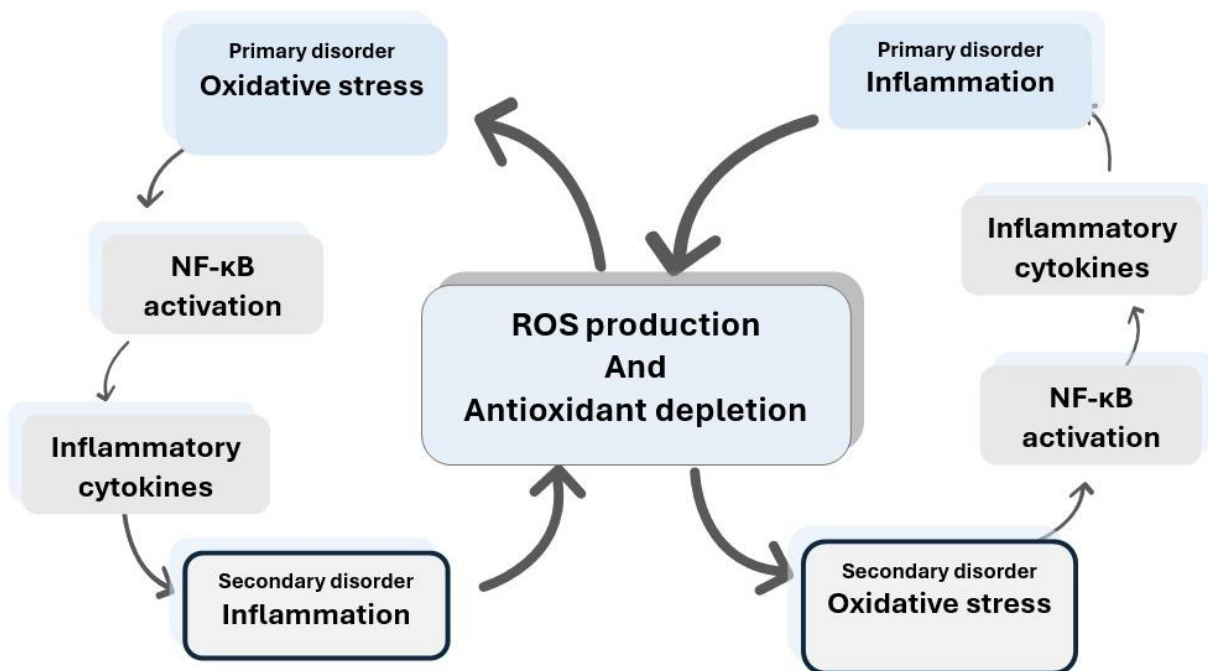 Primary disorder
Oxidative stress
NF-κB
activation
Inflammatory
cytokines
Secondary disorder
Inflammation
ROS production
And
Antioxidant depletion
Primary disorder
Inflammation
Inflammatory
cytokines
NF-κB
activation
Secondary disorder
Oxidative stress